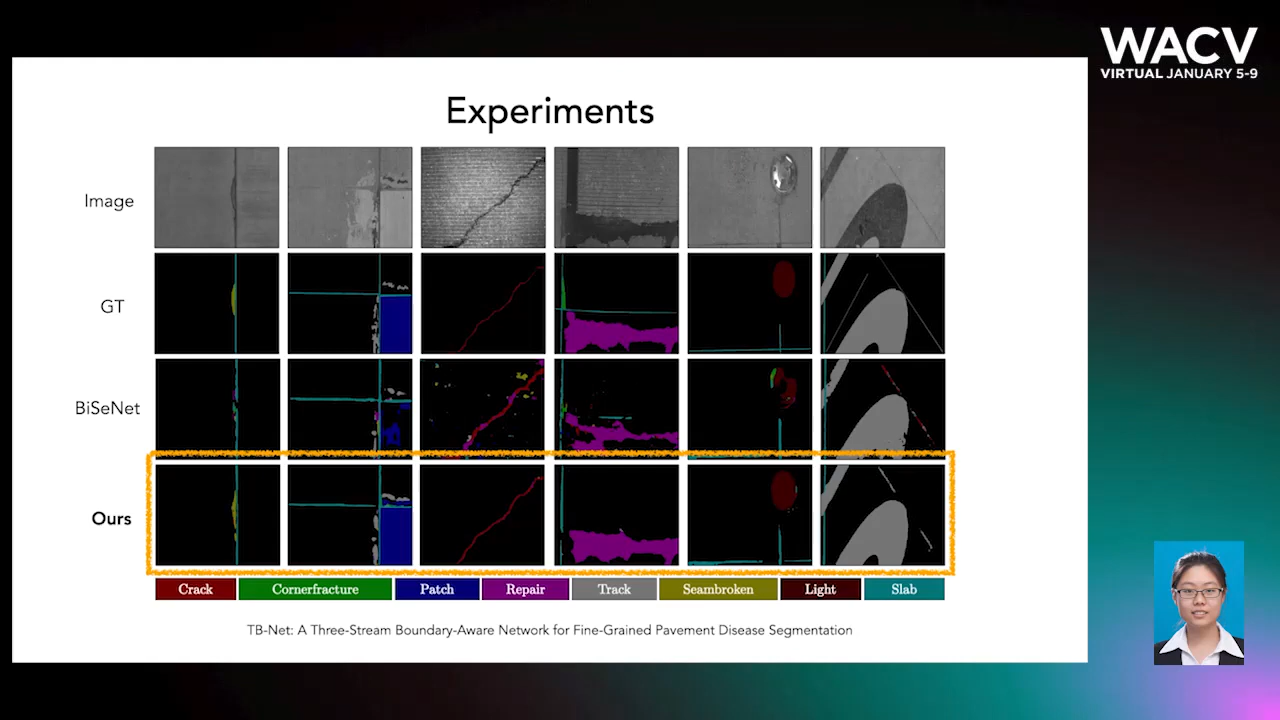 WACV
VIRTUAL JANUARY 5-9
Experiments
Image
GT
BiSeNet
Ours
Crack Cornerfracture Patch Repair Track Seambroken Light Slab
TB-Net: A Three-Stream Boundary-Aware Network for Fine-Grained Pavement Disease Segmentation